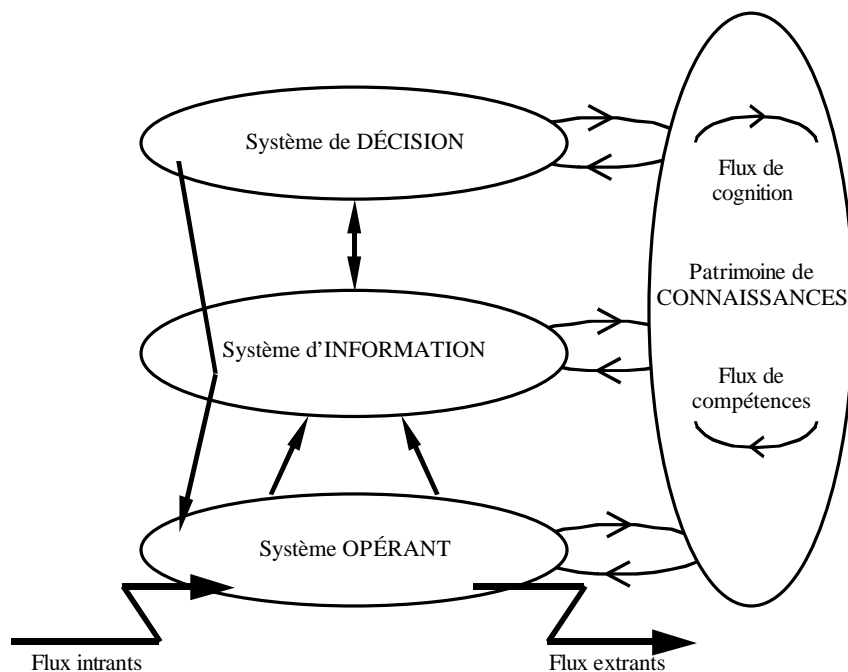 Système de DÉCISION
Flux de
cognition
Patrimoine de
CONNAISSANCES
Système d'INFORMATION
Flux de
compétences
Système OPÉRANT
Flux intrants
Flux extrants